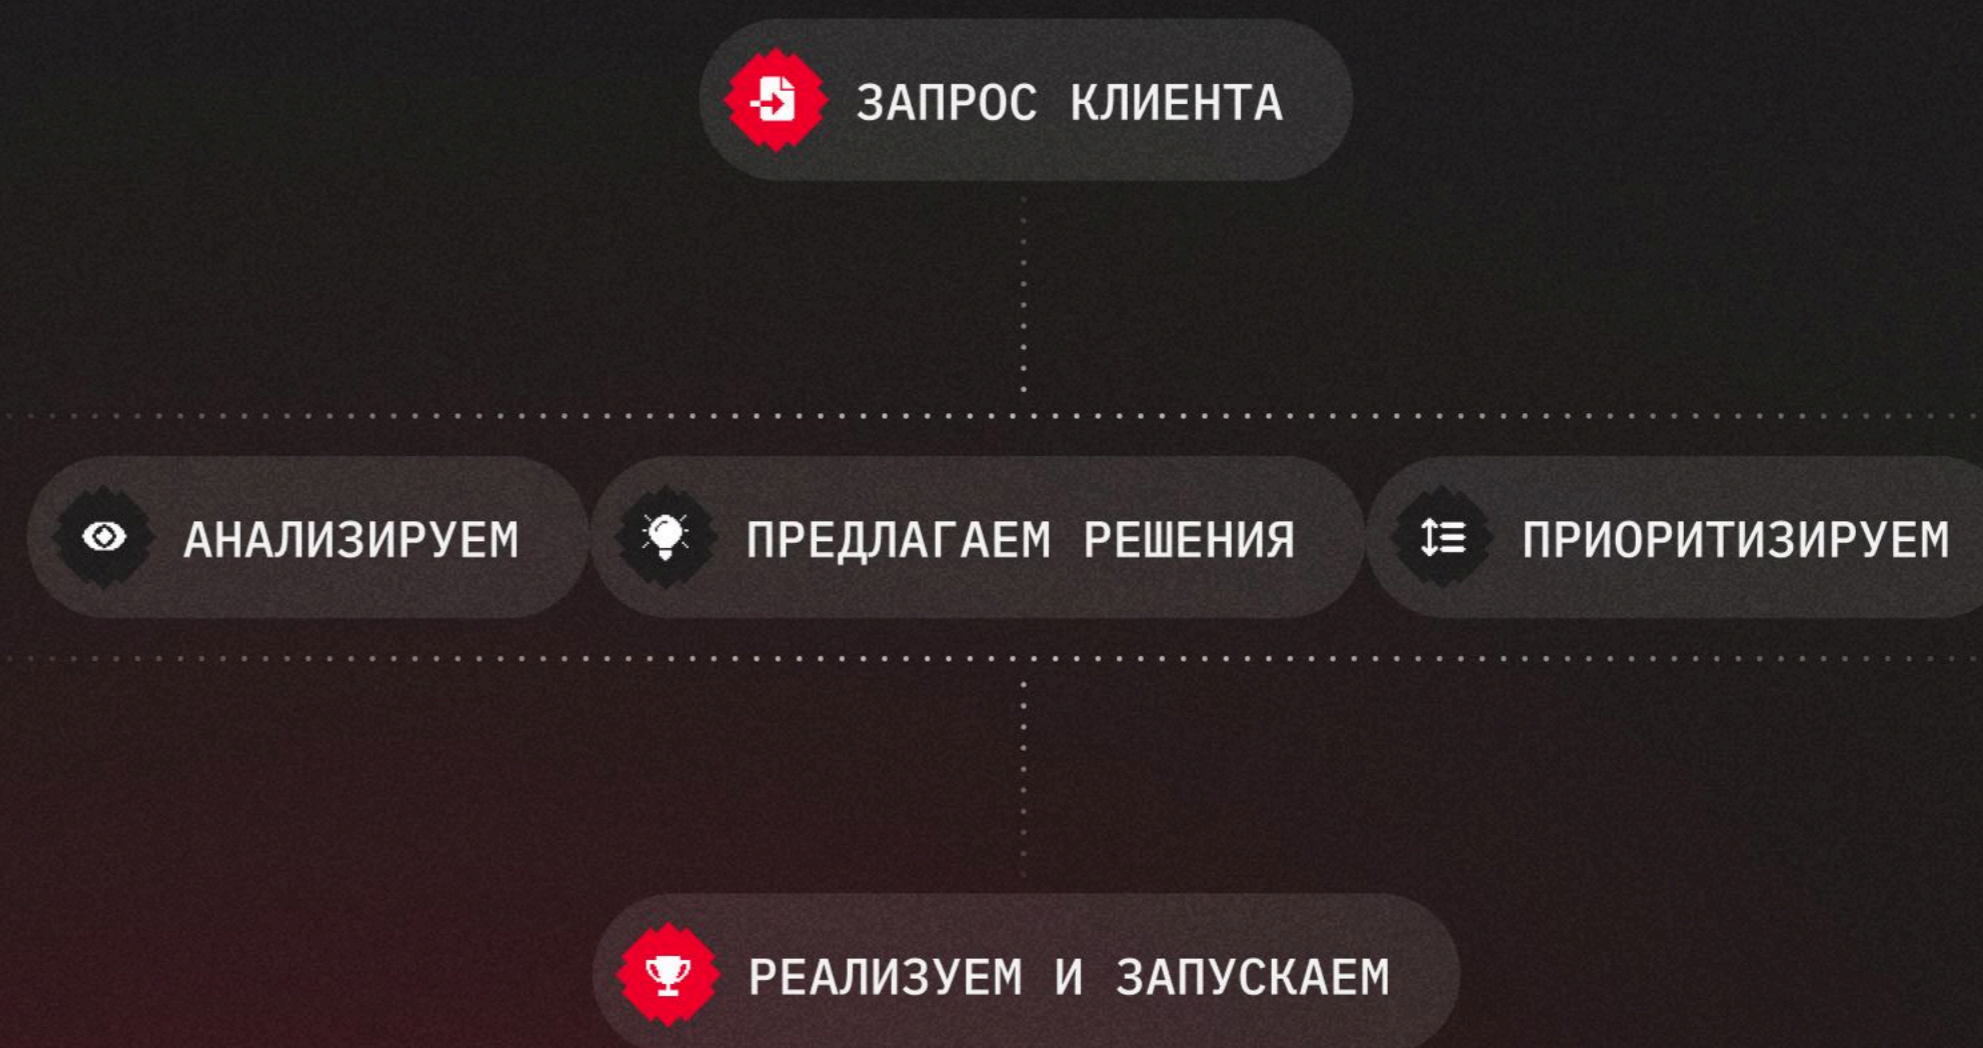 ЗАПРОС КЛИЕНТА
АНАЛИЗИРУЕМ
ПРЕДЛАГАЕМ РЕШЕНИЯ
ПРИОРИТИЗИРУЕМ
РЕАЛИЗУЕМ И ЗАПУСКАЕМ